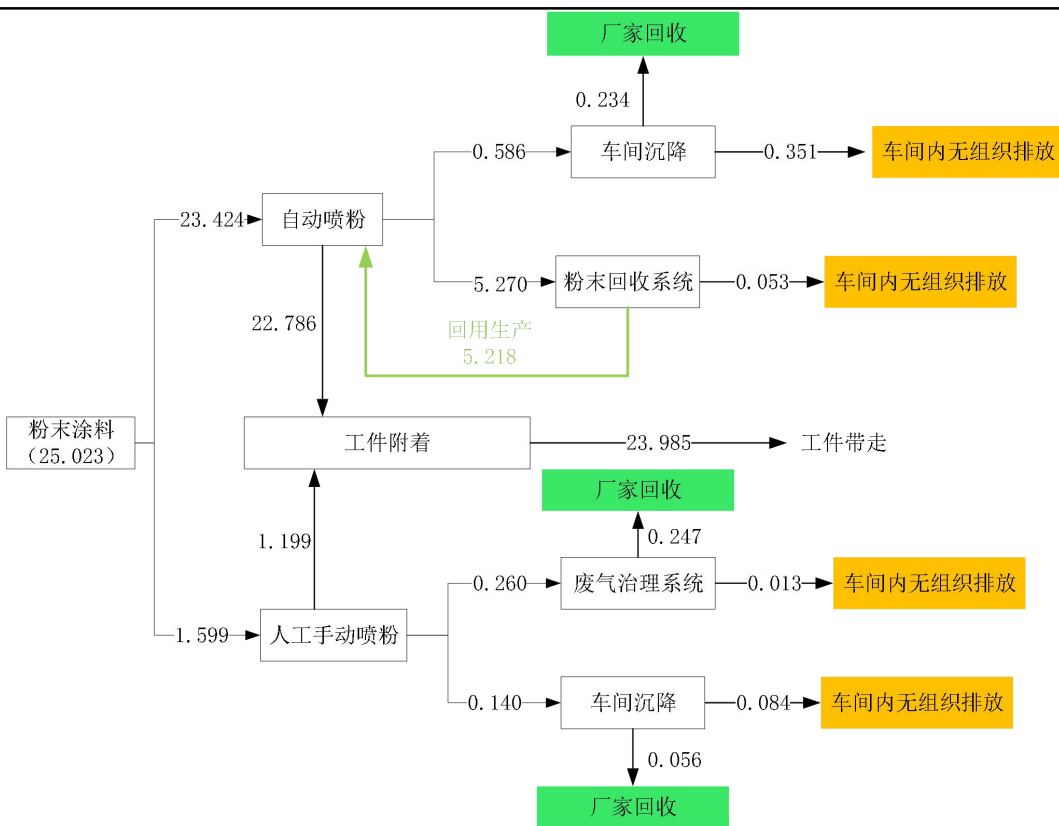 厂家回收
0.234
0.586
车间沉降
0.351
车间内无组织排放
23.424
自动喷粉
5.270
粉末回收系统
0.053
车间内无组织排放
22.786
回用生产
5.218
粉末涂料
(25.023)
工件附着
23.985
工件带走
厂家回收
1.199
0.247
0.260
废气治理系统
0.013
车间内无组织排放
1.599
人工手动喷粉
0.140
车间沉降
0.084
车间内无组织排放
0.056
厂家回收